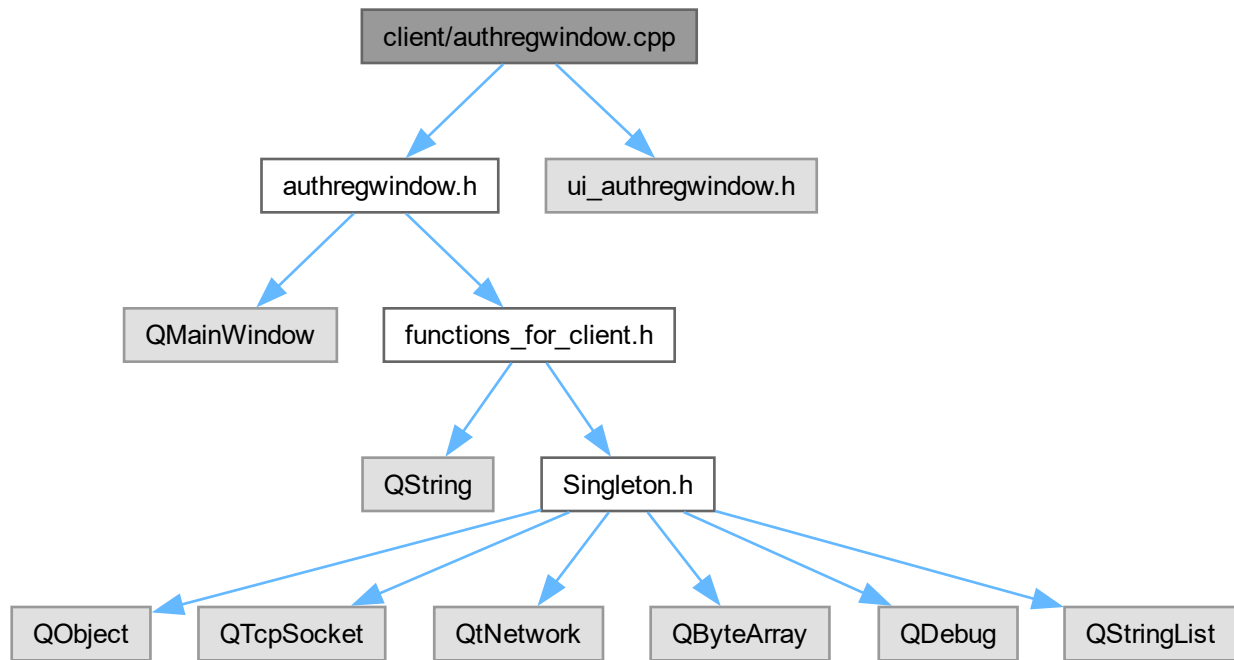 client/authregwindow.cpp
authregwindow.h
ui_authregwindow.h
QMainWindow
functions_for_client.h
QString
Singleton.h
QObject
QTcpSocket
QtNetwork
QByteArray
QDebug
QStringList